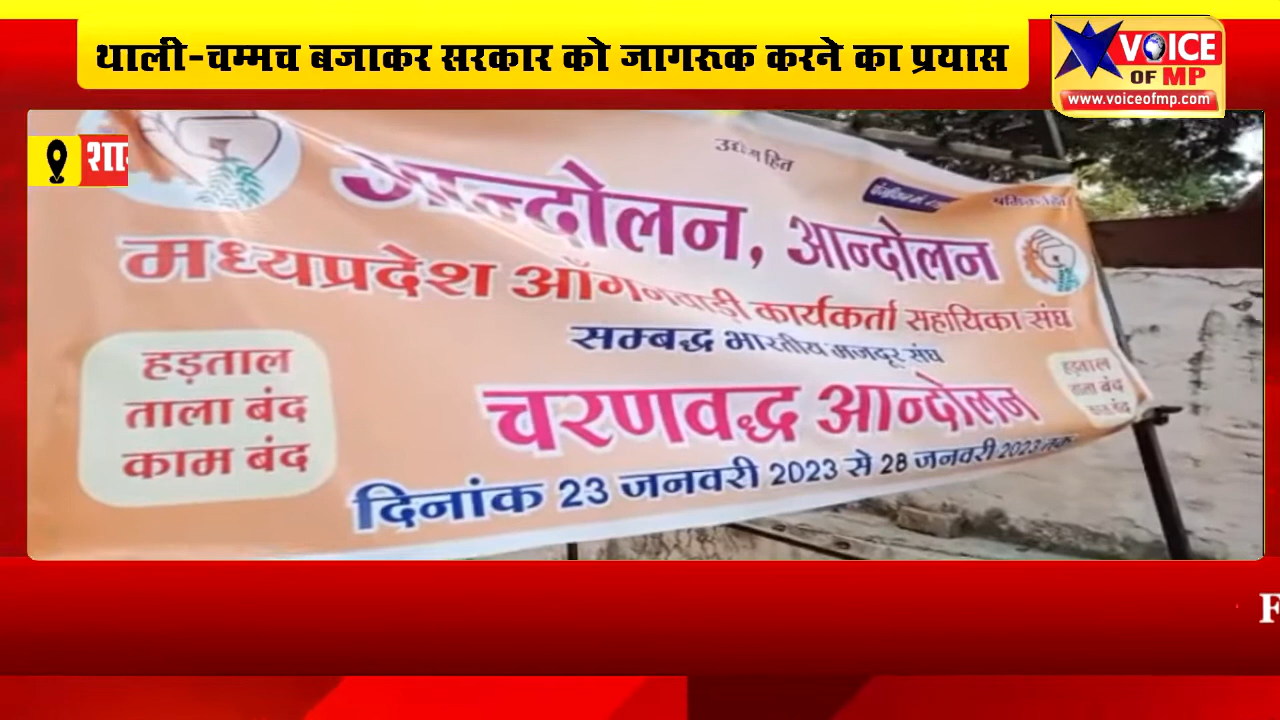 थाली-चम्मच बजाकर सरकार को जागरूक करने का प्रयास
VOICE
OF MP
www.voiceofmp.com
हित
आन्दोलन, आन्दोलन
मध्यप्रदेश आँगनवाड़ी कार्यकर्ता सहायिका संघ
सम्बद्ध भारतीय मजदूर संघ
चरणवद्ध आन्दोलन
दिनांक 23 जनवरी 2023 से 28 जनवरी 2023 तक
हड़ताल
ताला बंद
काम बंद
हड़ताल
ताला बंद
काम बंद
F